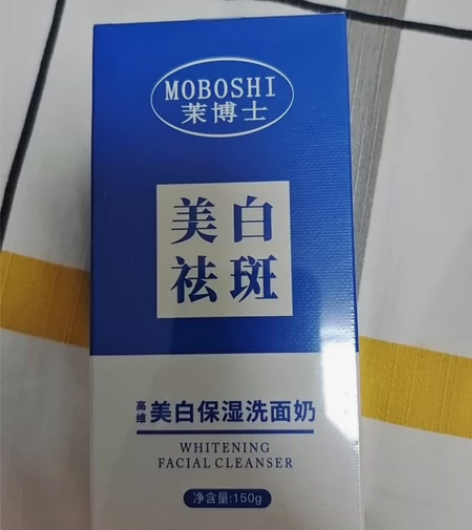 MOBOSHI
茉博士
美白
祛斑
高维 美白保湿洗面奶
WHITENING
FACIAL CLEANSER
净含量:150g